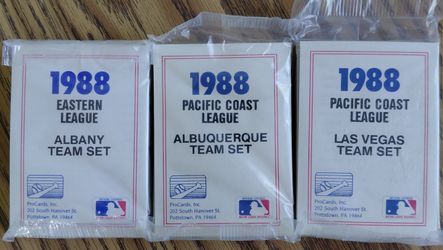 1988
EASTERN
LEAGUE
ALBANY
TEAM SET
ProCards, Inc.
202 South Hanover St.
Pottstown, PA 19464
1988
PACIFIC COAST
LEAGUE
ALBUQUERQUE
TEAM SET
ProCards, Inc.
202 South Hanover St.
Pottstown, PA 19464
1988
PACIFIC COAST
LEAGUE
LAS VEGAS
TEAM SET
ProCards, Inc.
202 South Hanover St.
Pottstown, PA 19464